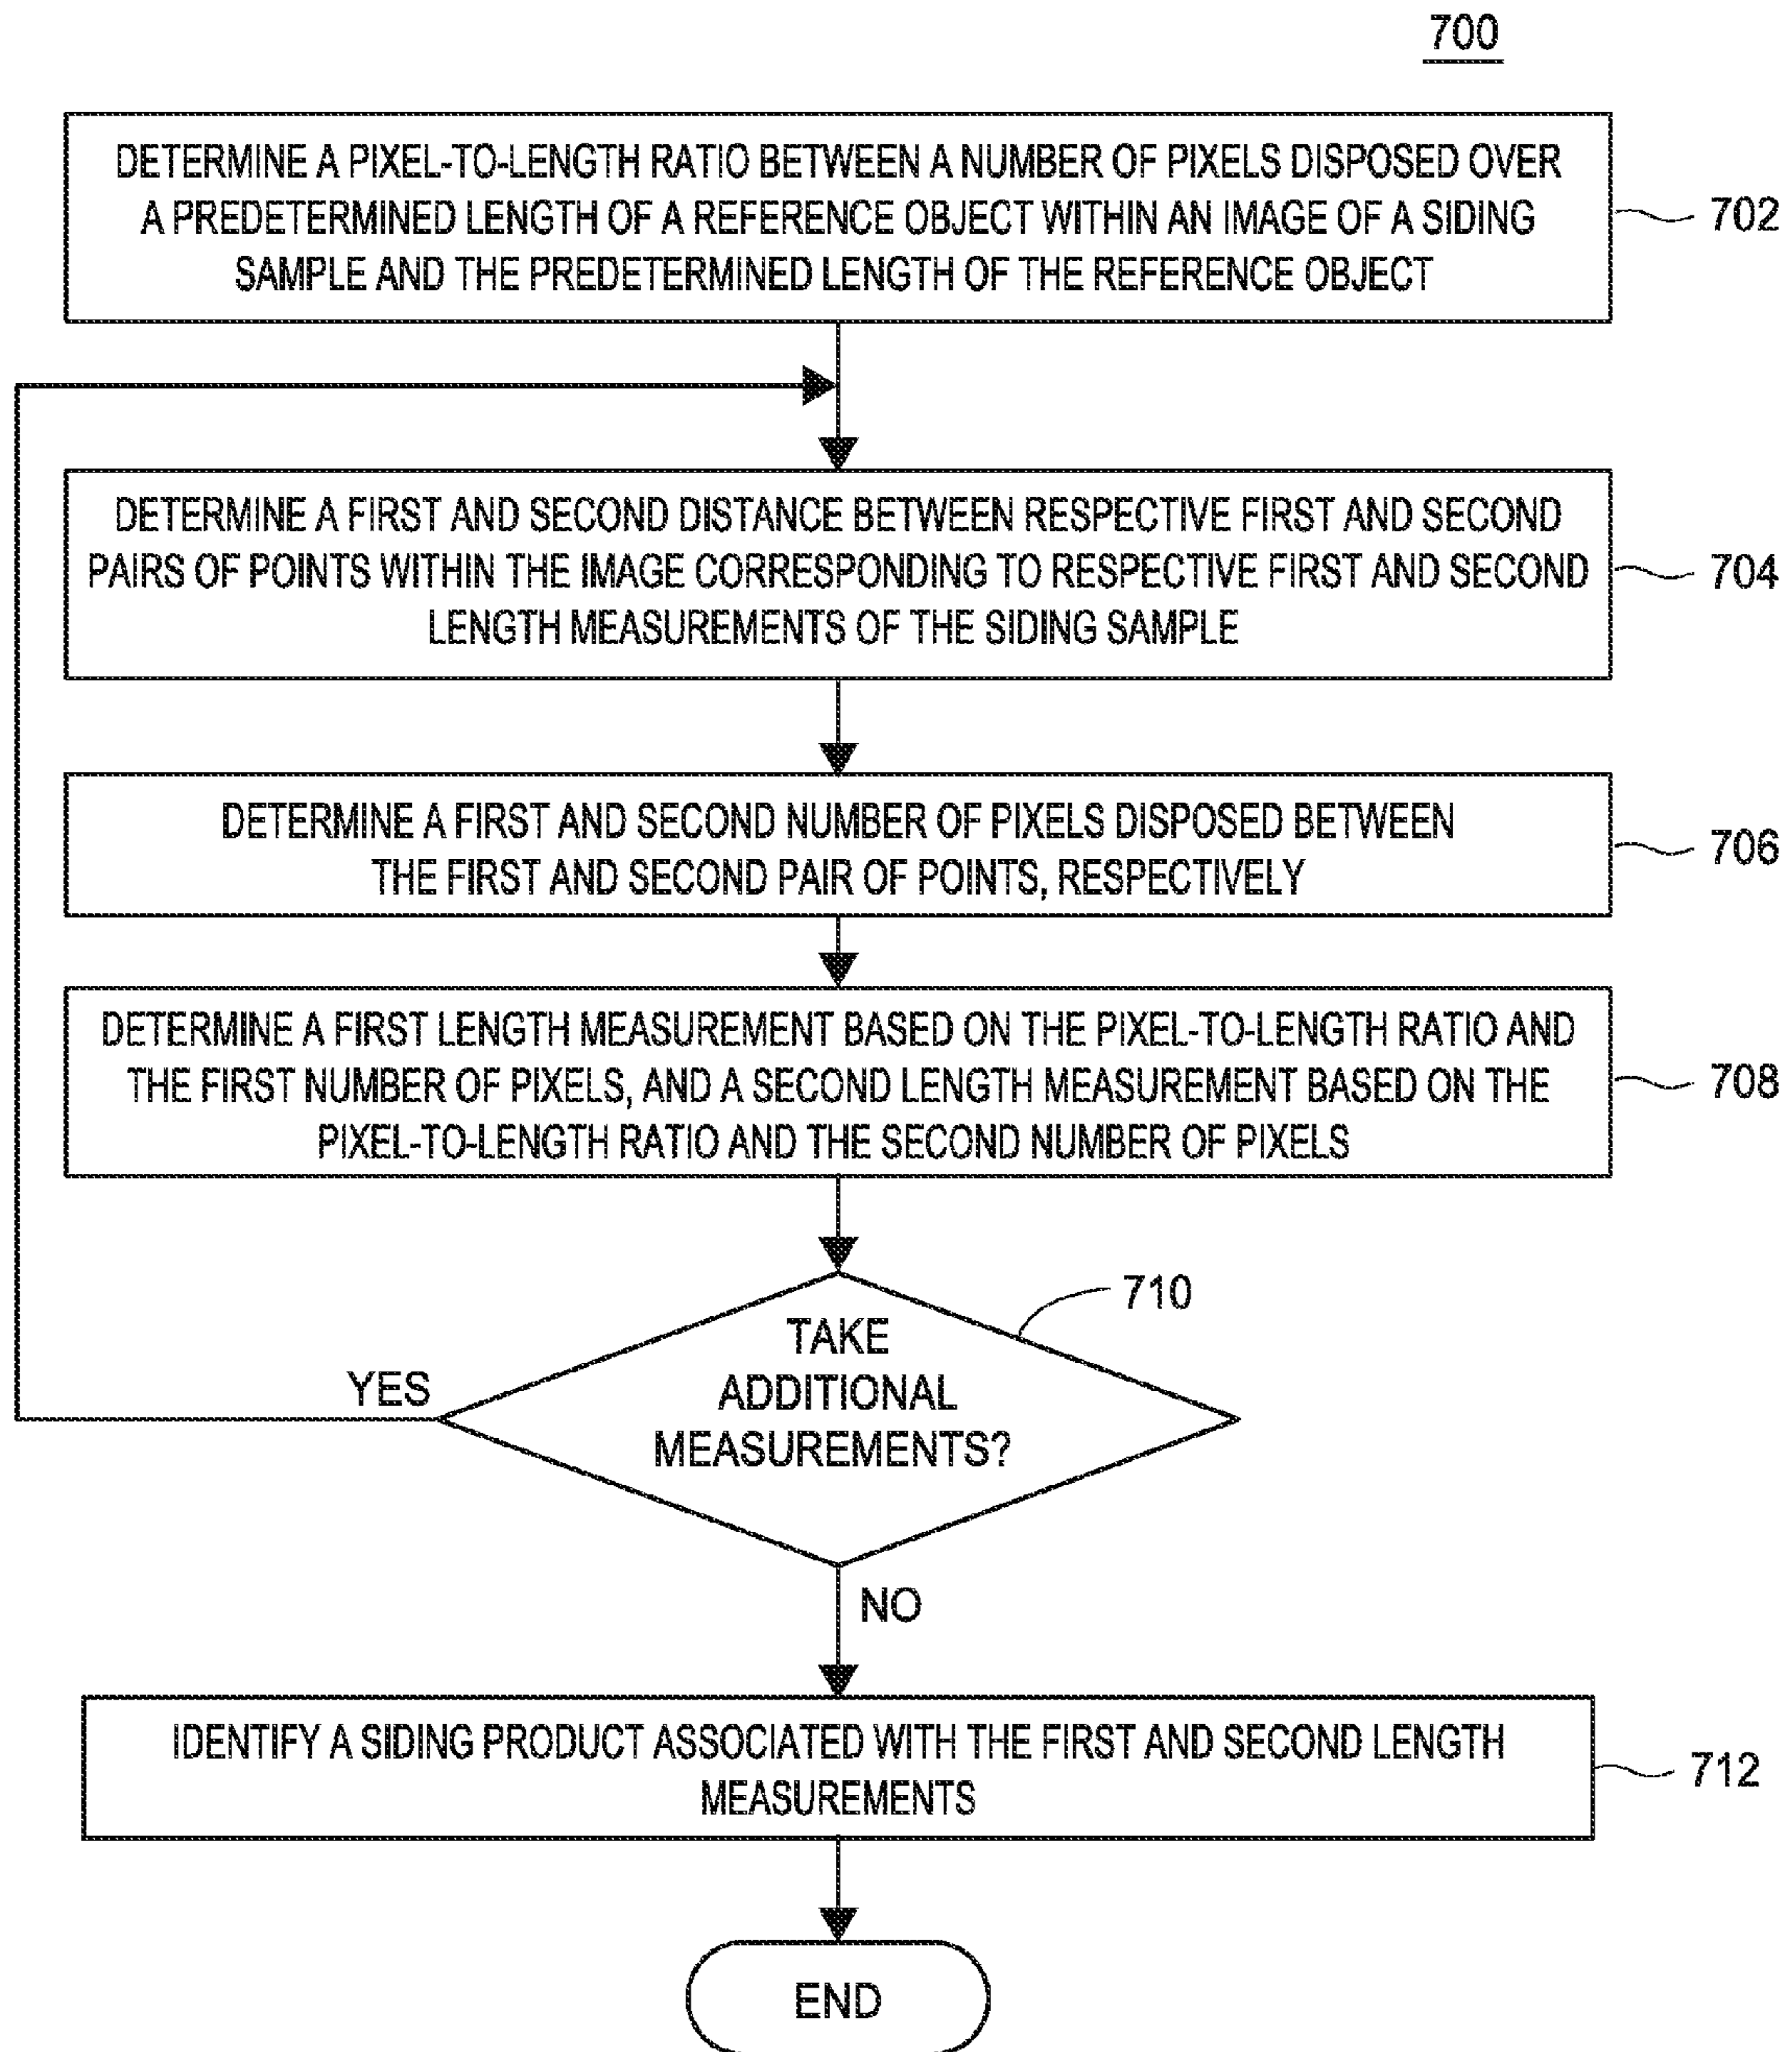 700
DETERMINE A PIXEL-TO-LENGTH RATIO BETWEEN A NUMBER OF PIXELS DISPOSED OVER
A PREDETERMINED LENGTH OF A REFERENCE OBJECT WITHIN AN IMAGE OF A SIDING
SAMPLE AND THE PREDETERMINED LENGTH OF THE REFERENCE OBJECT
702
DETERMINE A FIRST AND SECOND DISTANCE BETWEEN RESPECTIVE FIRST AND SECOND
PAIRS OF POINTS WITHIN THE IMAGE CORRESPONDING TO RESPECTIVE FIRST AND SECOND
LENGTH MEASUREMENTS OF THE SIDING SAMPLE
704
DETERMINE A FIRST AND SECOND NUMBER OF PIXELS DISPOSED BETWEEN
THE FIRST AND SECOND PAIR OF POINTS, RESPECTIVELY
706
DETERMINE A FIRST LENGTH MEASUREMENT BASED ON THE PIXEL-TO-LENGTH RATIO AND
THE FIRST NUMBER OF PIXELS, AND A SECOND LENGTH MEASUREMENT BASED ON THE
PIXEL-TO-LENGTH RATIO AND THE SECOND NUMBER OF PIXELS
708
710
TAKE
ADDITIONAL
MEASUREMENTS?
YES
NO
IDENTIFY A SIDING PRODUCT ASSOCIATED WITH THE FIRST AND SECOND LENGTH
MEASUREMENTS
712
END